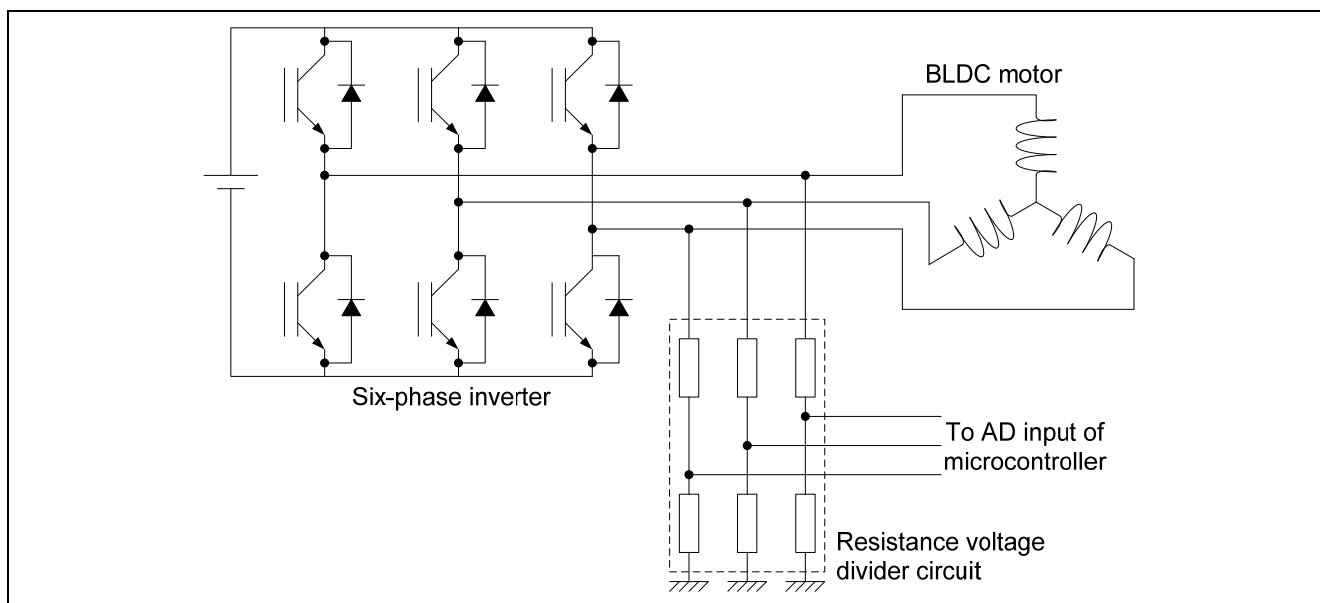 BLDC motor
Six-phase inverter
To AD input of
microcontroller
Resistance voltage
divider circuit